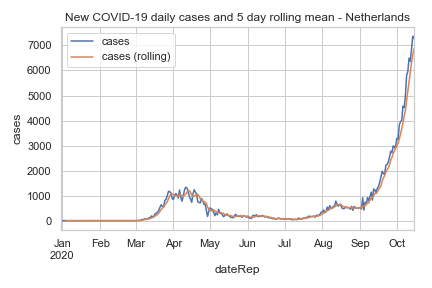 New COVID-19 daily cases and 5 day rolling mean - Netherlands
cases
cases (rolling)
7000
6000
5000
4000
3000
2000
1000
0
cases
Jan Feb Mar Apr May Jun Jul Aug Sep Oct
2020
dateRep